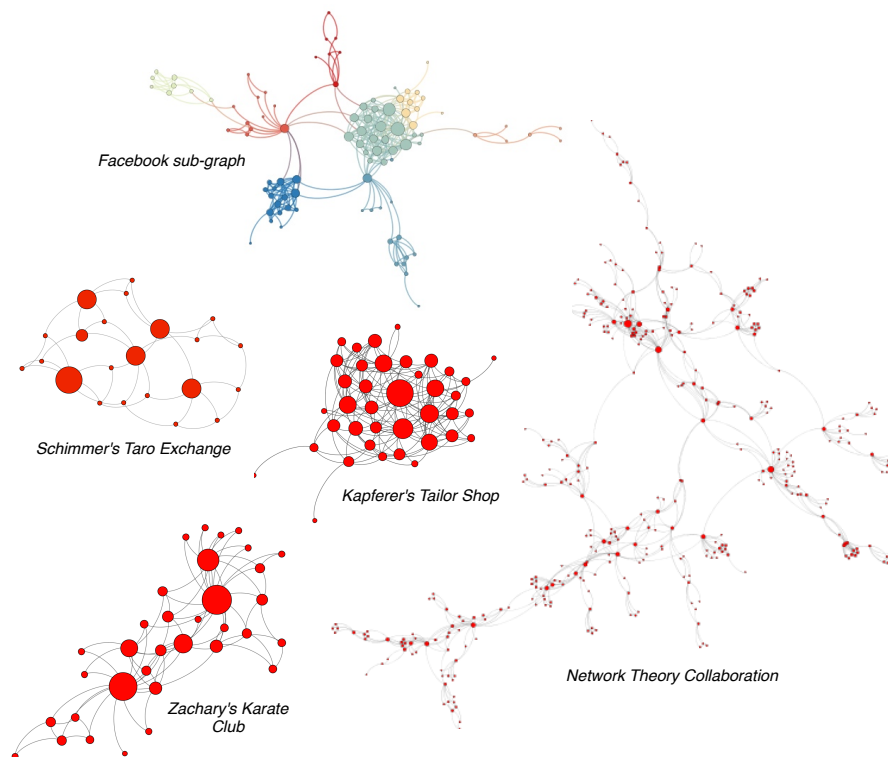 Facebook sub-graph
Schimmer's Taro Exchange
Kapferer's Tailor Shop
Zachary's Karate
Club
Network Theory Collaboration